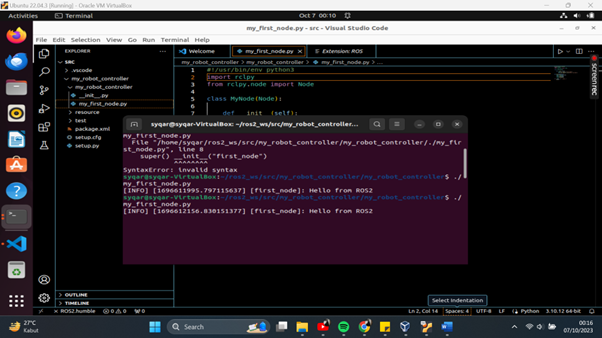 Ubuntu 22.04.3 [Running] - Oracle VM VirtualBox
Activities
Terminal
Oct 7 00:10
my_first_node.py - src - Visual Studio Code
File Edit Selection View Go Run Terminal Help
EXPLORER
Welcome
my_first_node.py
Extension: ROS
SRC
.vscode
my_robot_controller
my_robot_controller
__init__.py
my_first_node.py
resource
test
package.xml
setup.cfg
setup.py
my_robot_controller > my_robot_controller > my_first_node.py > ...
1 #!/usr/bin/env python3
2 import rclpy
3 from rclpy.node import Node
4
5 class MyNode(Node):
6
7 def __init__(self):
screenrec
syqar@syqar-VirtualBox: ~/ros2_ws/src/my_robot_controller...
my_first_node.py
File "/home/syqar/ros2_ws/src/my_robot_controller/my_robot_controller/./my_fir
st_node.py", line 8
super() __init__("first_node")
^^^^^^^^
SyntaxError: invalid syntax
syqar@syqar-VirtualBox:~/ros2_ws/src/my_robot_controller/my_robot_controller$ ./
my_first_node.py
[INFO] [1696611995.797115637] [first_node]: Hello from ROS2
syqar@syqar-VirtualBox:~/ros2_ws/src/my_robot_controller/my_robot_controller$ ./
my_first_node.py
[INFO] [1696612156.830151377] [first_node]: Hello from ROS2
OUTLINE
TIMELINE
Select Indentation
ROS2.humble
0 0
0
Ln 2, Col 14
Spaces: 4
UTF-8
LF
Python
3.10.12 64-bit
27°C
Kabut
Search
00:16
07/10/2023